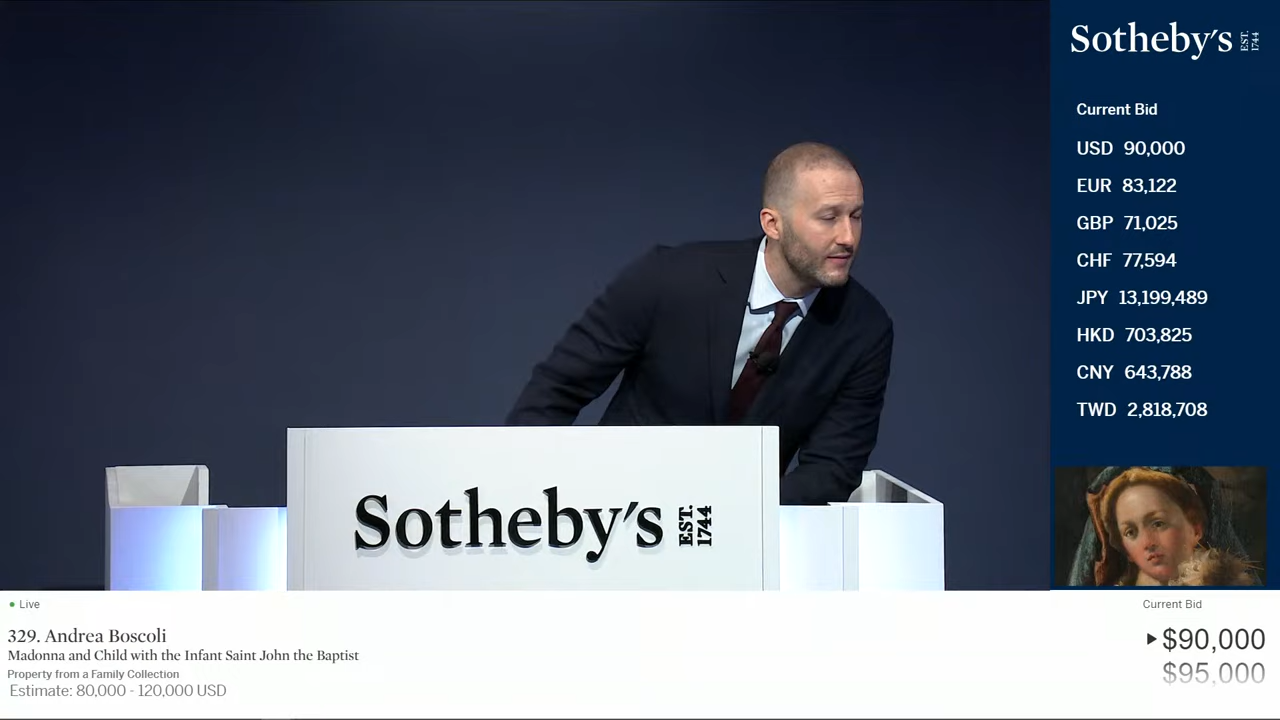 Sotheby's EST. 1744
Current Bid
USD 90,000
EUR 83,122
GBP 71,025
CHF 77,594
JPY 13,199,489
HKD 703,825
CNY 643,788
TWD 2,818,708
Sotheby's EST. 1744
Live
329. Andrea Boscoli
Madonna and Child with the Infant Saint John the Baptist
Property from a Family Collection
Estimate: 80,000 - 120,000 USD
Current Bid
$90,000
$95,000